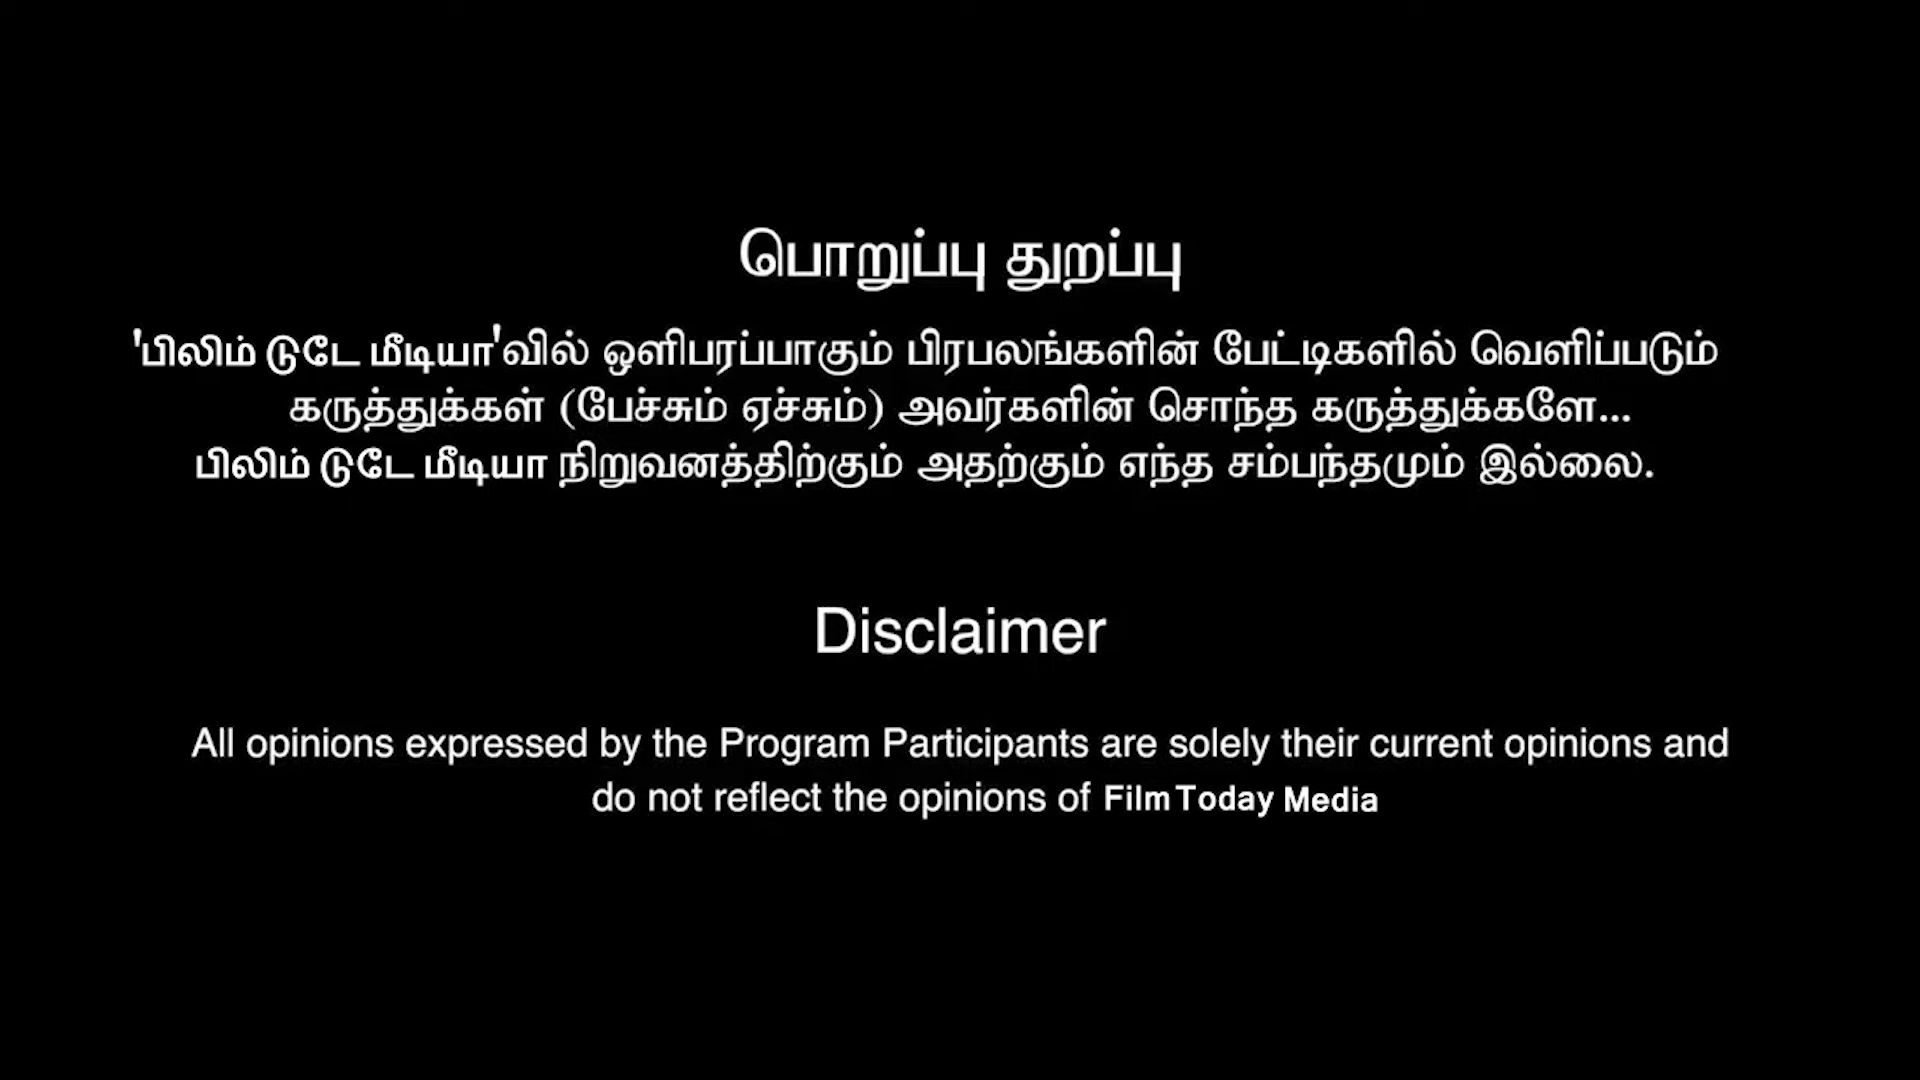 பொறுப்பு துறப்பு
'பிலிம் டுடே மீடியா'வில் ஒளிபரப்பாகும் பிரபலங்களின் பேட்டிகளில் வெளிப்படும்
கருத்துக்கள் (பேச்சும் ஏச்சும்) அவர்களின் சொந்த கருத்துக்களே...
பிலிம் டுடே மீடியா நிறுவனத்திற்கும் அதற்கும் எந்த சம்பந்தமும் இல்லை.
Disclaimer
All opinions expressed by the Program Participants are solely their current opinions and
do not reflect the opinions of Film Today Media